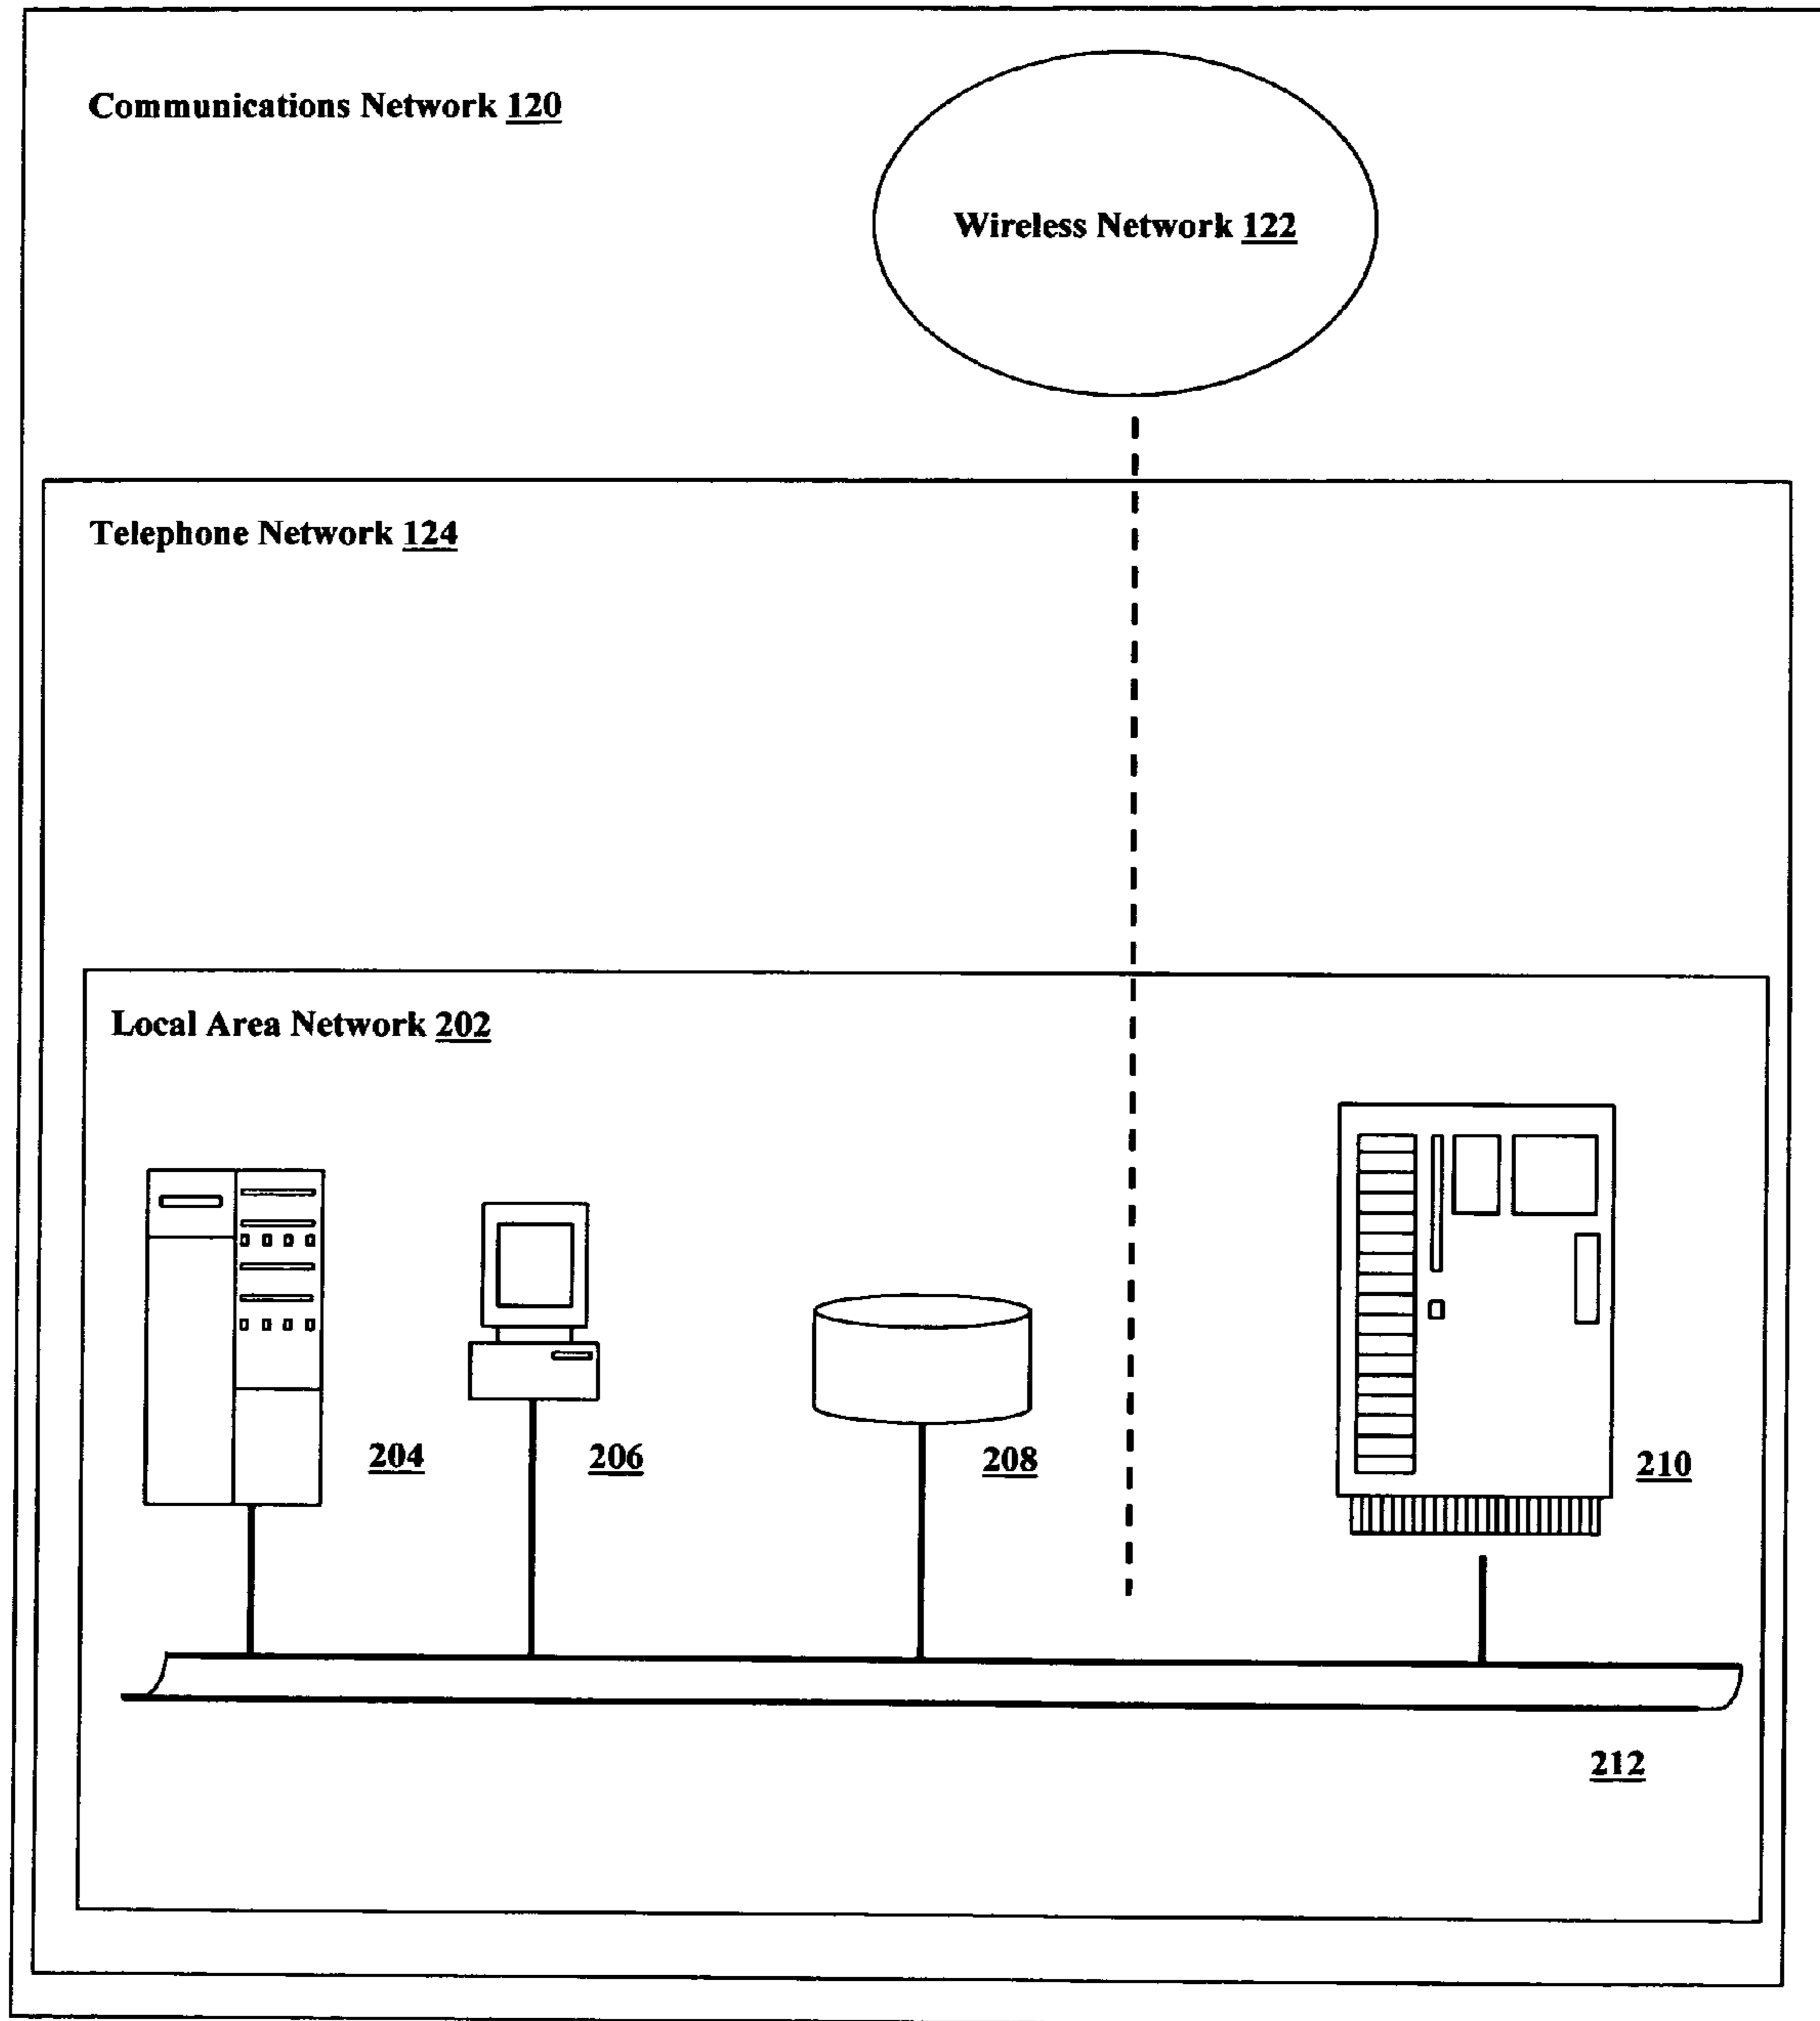 Communications Network 120
Wireless Network 122
Telephone Network 124
Local Area Network 202
204
206
208
210
212